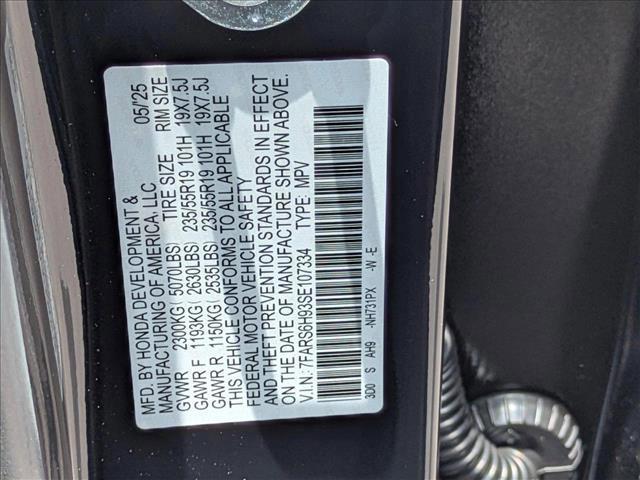 MFD. BY HONDA DEVELOPMENT &
MANUFACTURING OF AMERICA, LLC 05/25
GVWR 2300KG( 5070LBS) TIRE SIZE RIM SIZE
GAWR F 1193KG( 2630LBS) 235/55R19 101H 19X7.5J
GAWR R 1150KG( 2535LBS) 235/55R19 101H 19X7.5J
THIS VEHICLE CONFORMS TO ALL APPLICABLE
FEDERAL MOTOR VEHICLE SAFETY
AND THEFT PREVENTION STANDARDS IN EFFECT
ON THE DATE OF MANUFACTURE SHOWN ABOVE.
V.I.N.:7FARS6H93SE107334 TYPE: MPV
3D0 S AH9 -NH731PX -W -E